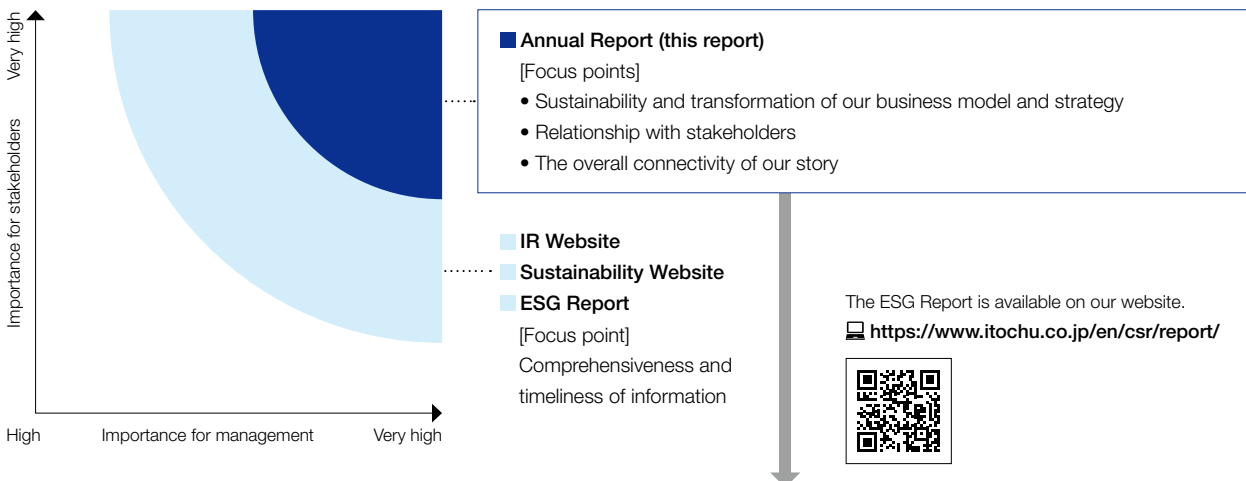 Very high
Importance for stakeholders
High
Importance for management
Very high
Annual Report (this report)
[Focus points]
• Sustainability and transformation of our business model and strategy
• Relationship with stakeholders
• The overall connectivity of our story
IR Website
Sustainability Website
ESG Report
[Focus point]
Comprehensiveness and
timeliness of information
The ESG Report is available on our website.
https://www.itochu.co.jp/en/csr/report/